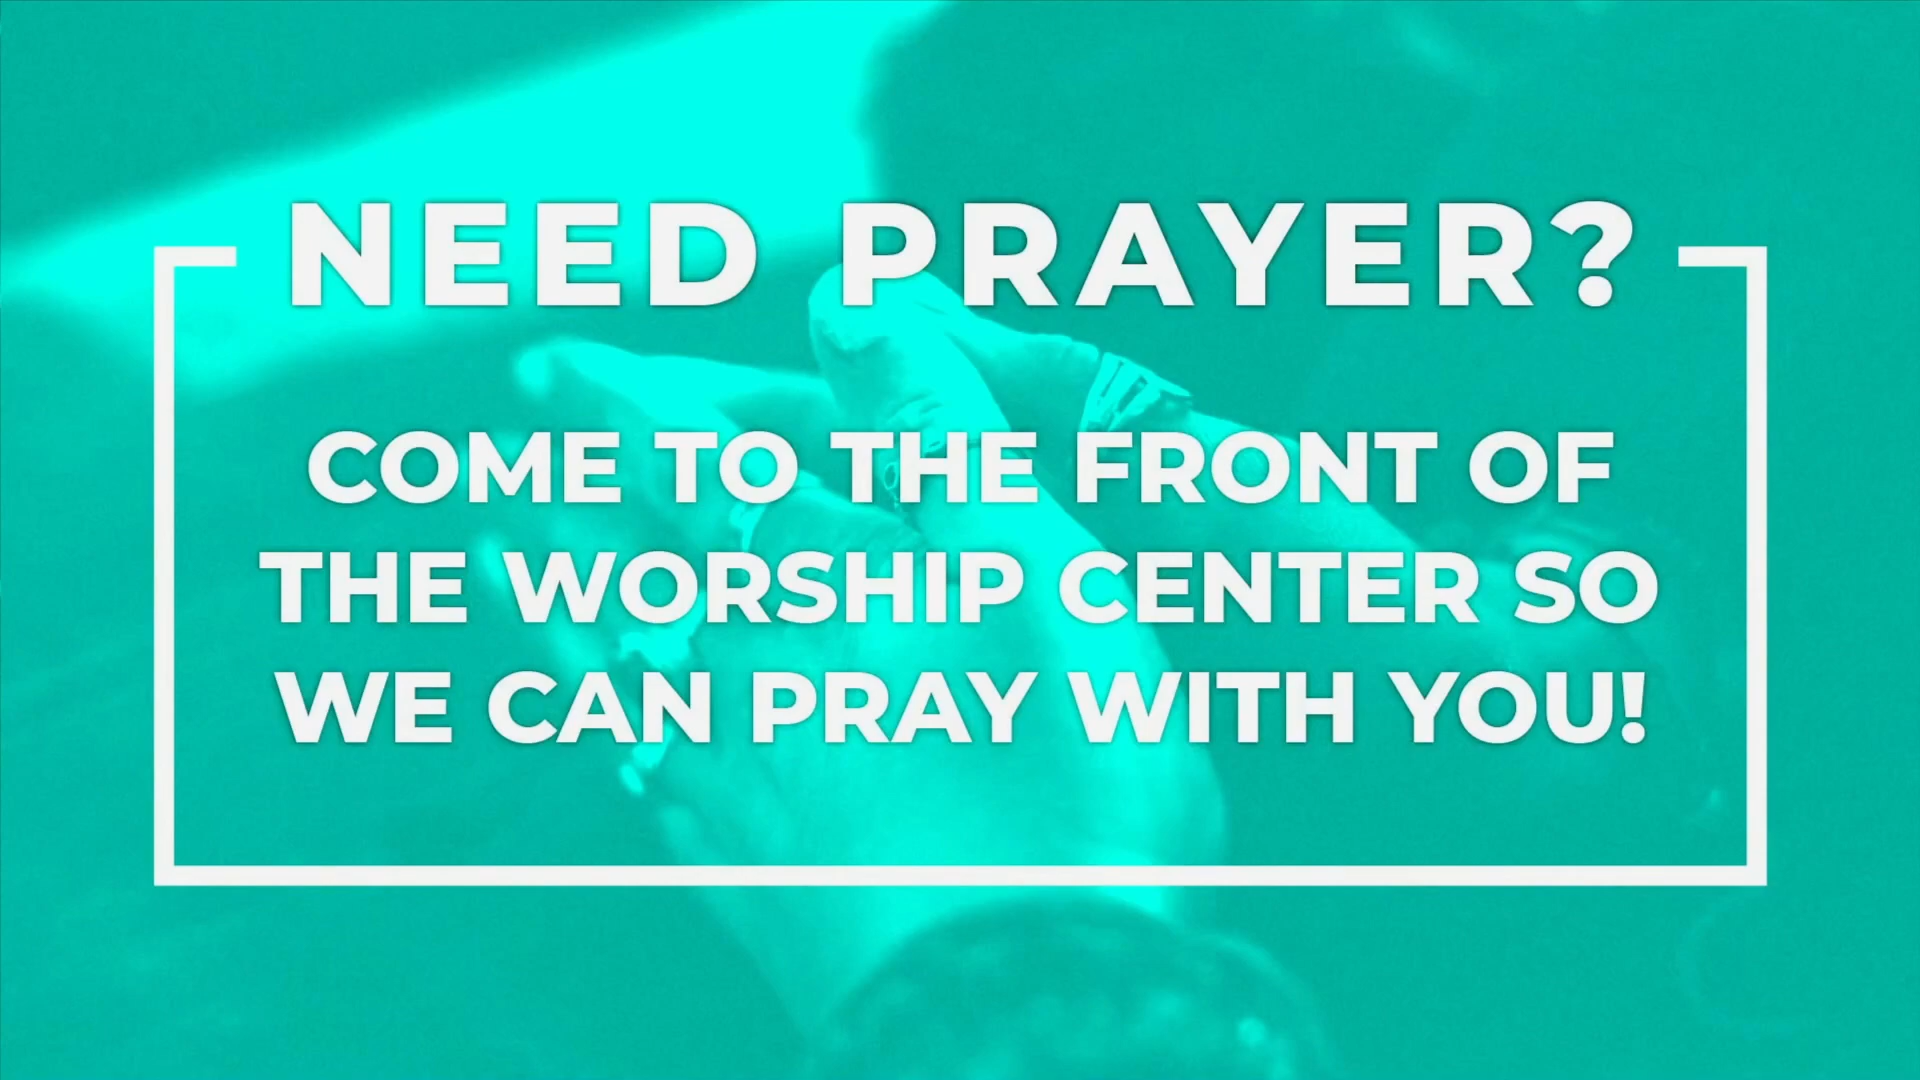 NEED PRAYER?
COME TO THE FRONT OF
THE WORSHIP CENTER SO
WE CAN PRAY WITH YOU!